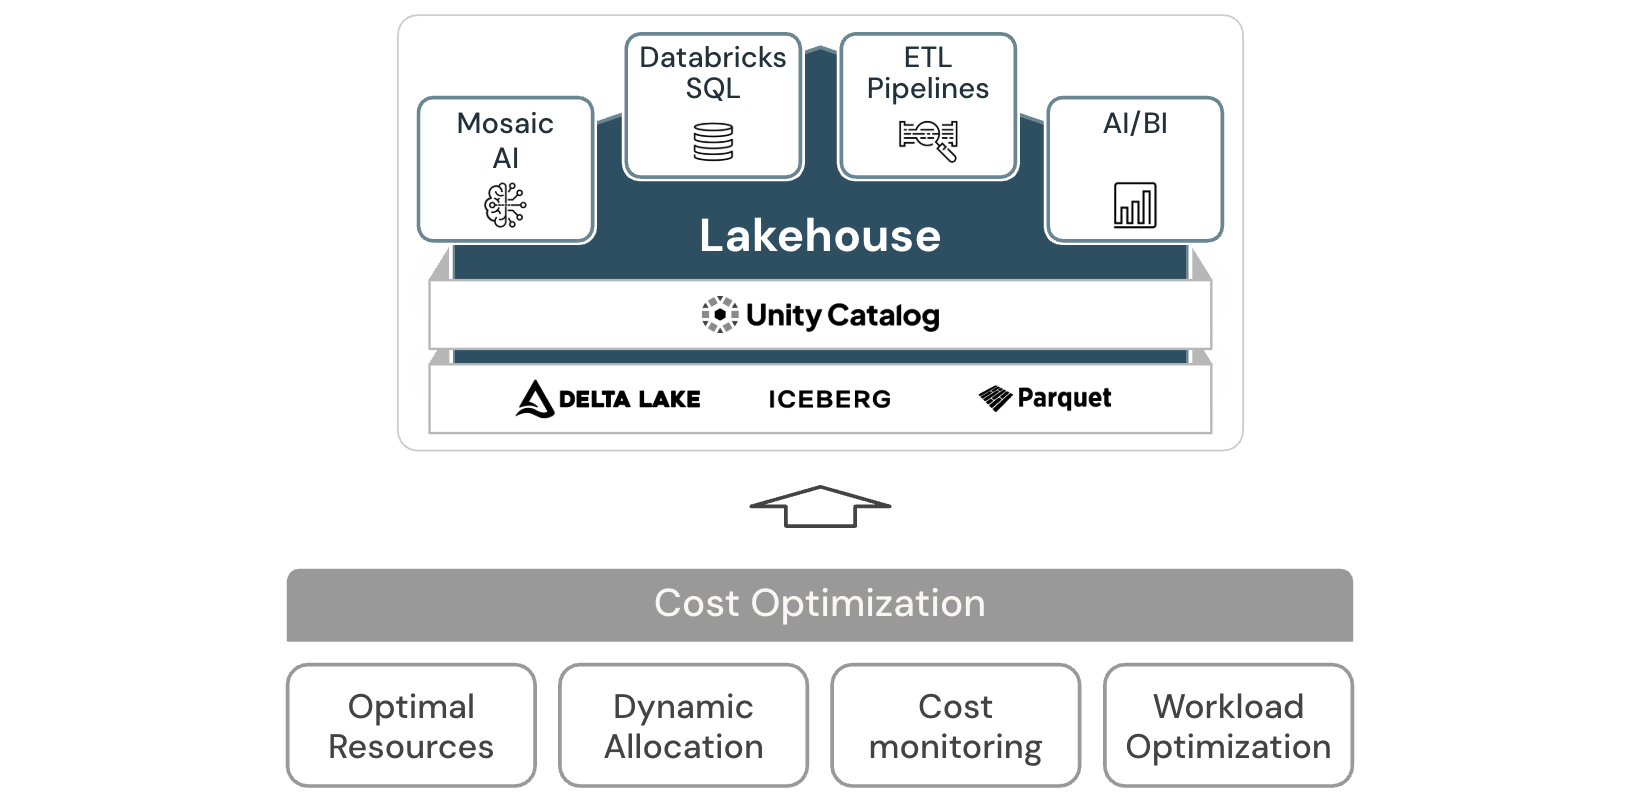 Databricks
SQL
ETL
Pipelines
Mosaic
AI
AI/BI
Lakehouse
Unity Catalog
DELTA LAKE
ICEBERG
Parquet
Cost Optimization
Optimal
Resources
Dynamic
Allocation
Cost
monitoring
Workload
Optimization